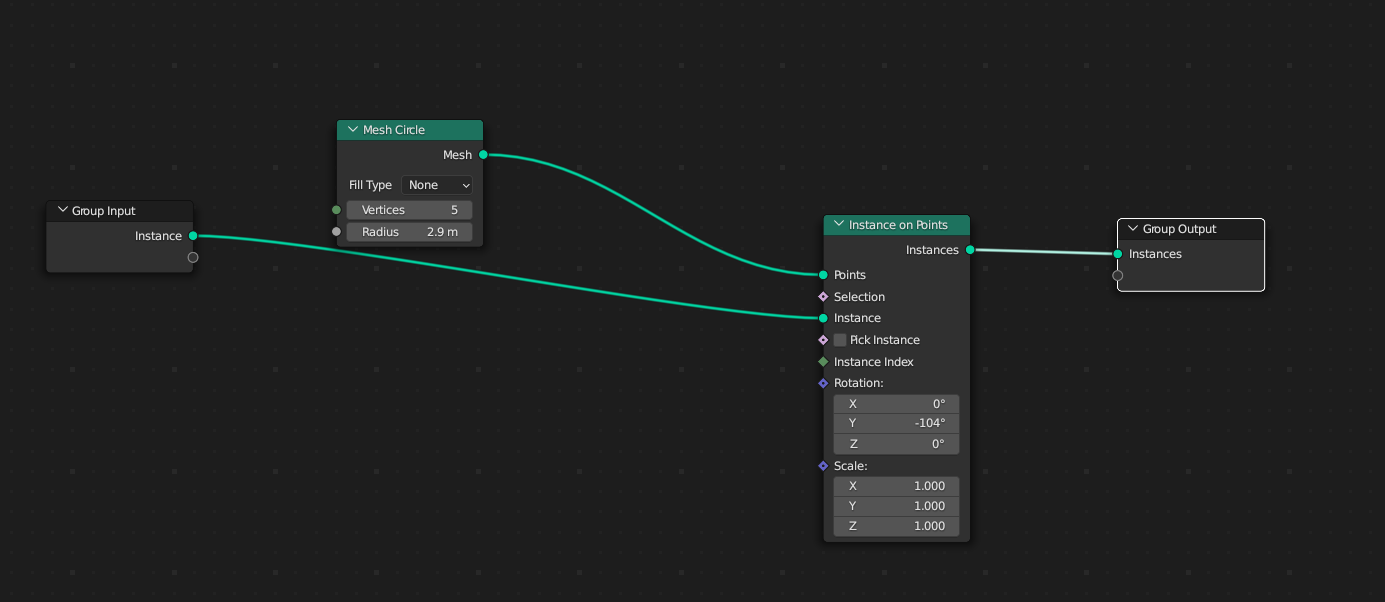 Group Input
Instance
Mesh Circle
Mesh
Fill Type None
Vertices 5
Radius 2.9 m
Instance on Points
Instances
Points
Selection
Instance
Pick Instance
Instance Index
Rotation:
X 0°
Y -104°
Z 0°
Scale:
X 1.000
Y 1.000
Z 1.000
Group Output
Instances